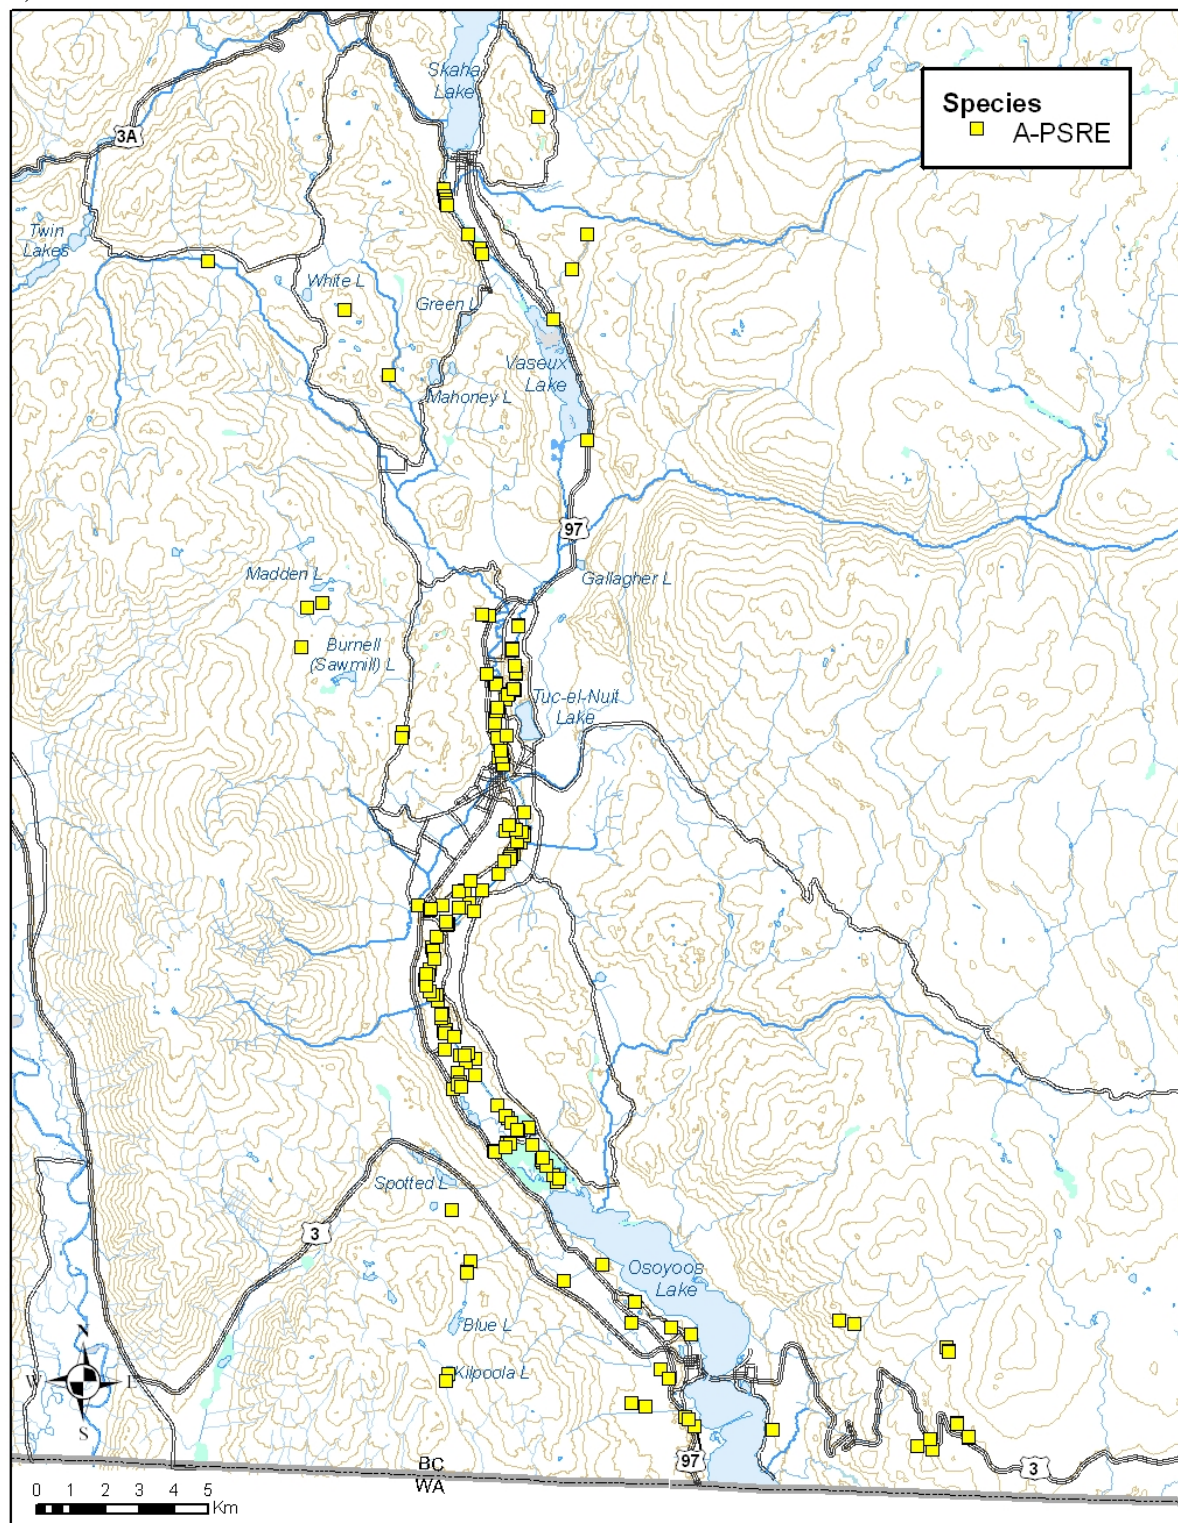 Skaha
Lake
Species
A-PSRE
3A
Twin
Lakes
White L
Green L
Vaseux
Lake
Mahoney L
97
Madden L
Gallagher L
Burnell
(Sawmill) L
Tuc-el-Nuit
Lake
Spotted L
3
Osoyoos
Lake
Blue L
N
W
S
Kilpoola L
97
3
BC
WA
0 1 2 3 4 5
Km